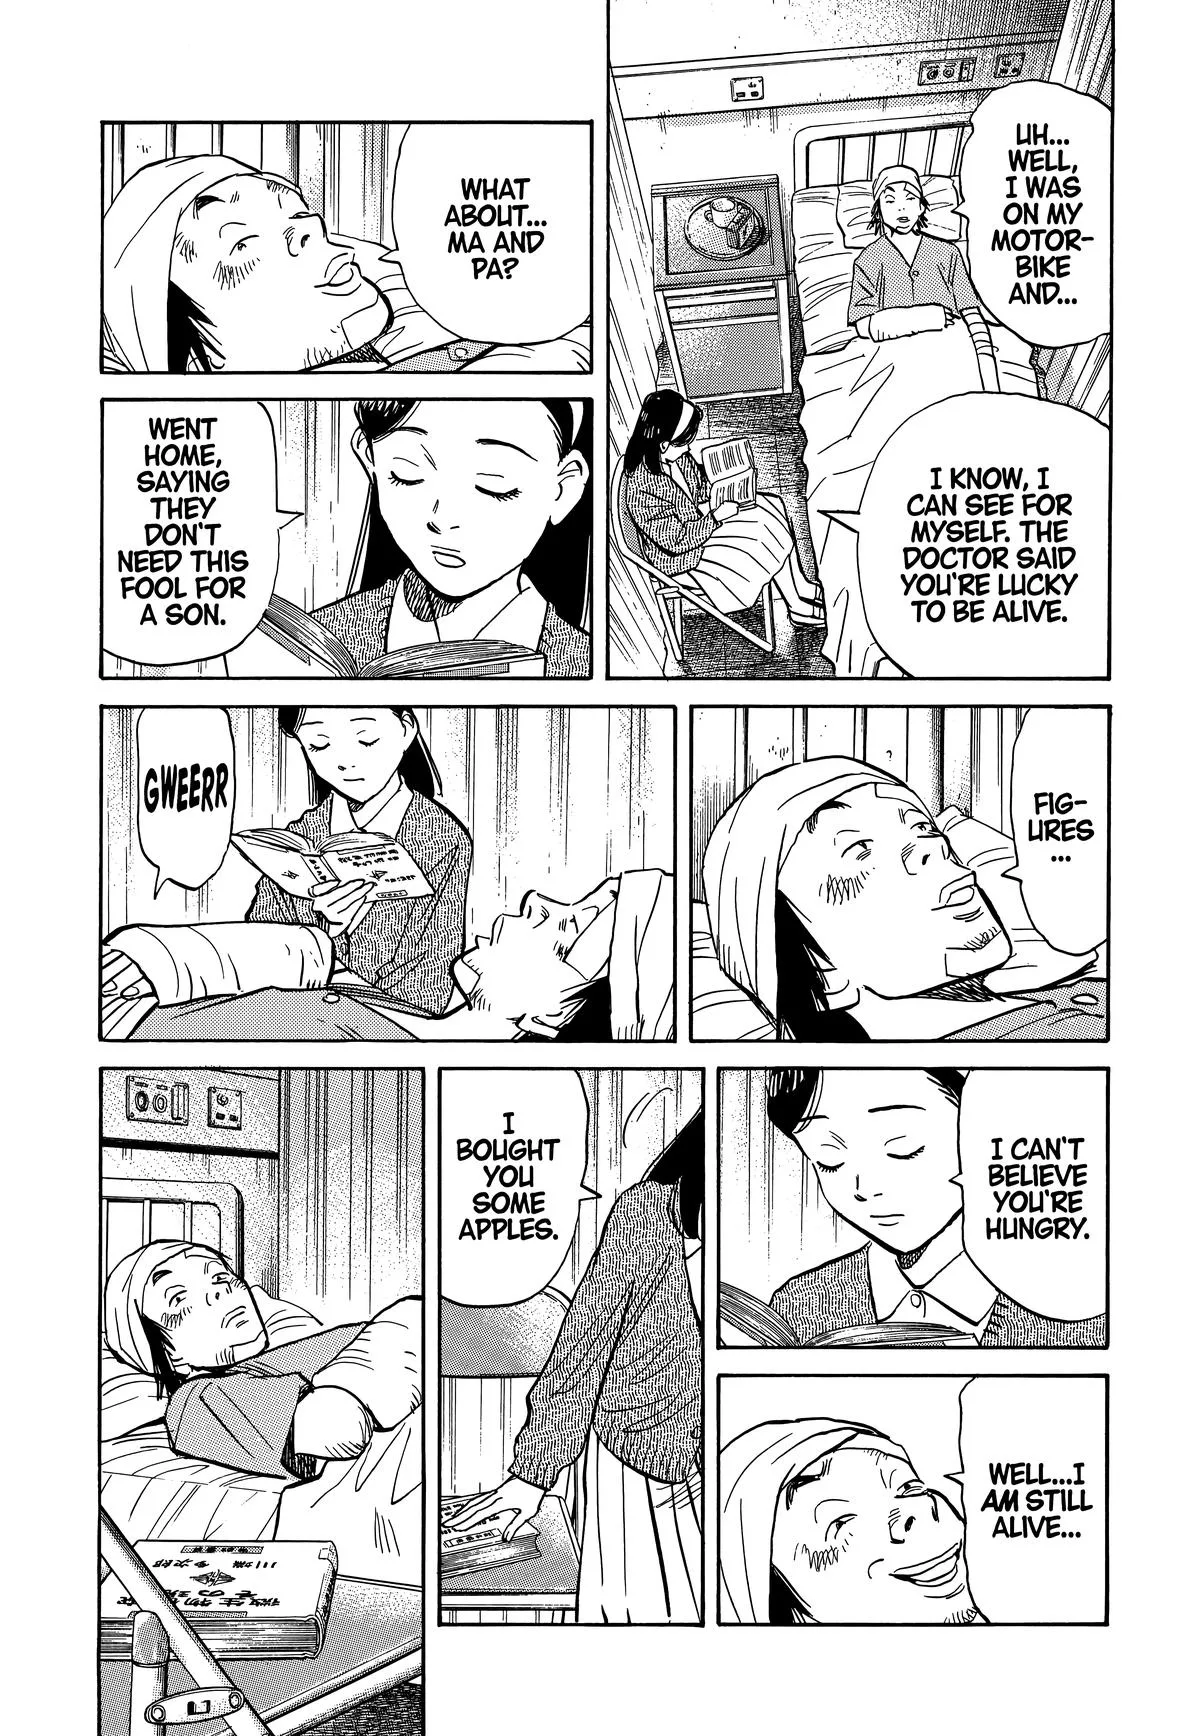 UH...
WELL,
I WAS
ON MY
MOTOR-
BIKE
AND...
I KNOW, I
CAN SEE FOR
MYSELF. THE
DOCTOR SAID
YOU'RE LUCKY
TO BE ALIVE.
WHAT
ABOUT...
MA AND
PA?
WENT
HOME,
SAYING
THEY
DON'T
NEED THIS
FOOL FOR
A SON.
FIG-
URES
...
GWEERR
I CAN'T
BELIEVE
YOU'RE
HUNGRY.
WELL...I
AM STILL
ALIVE...
I
BOUGHT
YOU
SOME
APPLES.